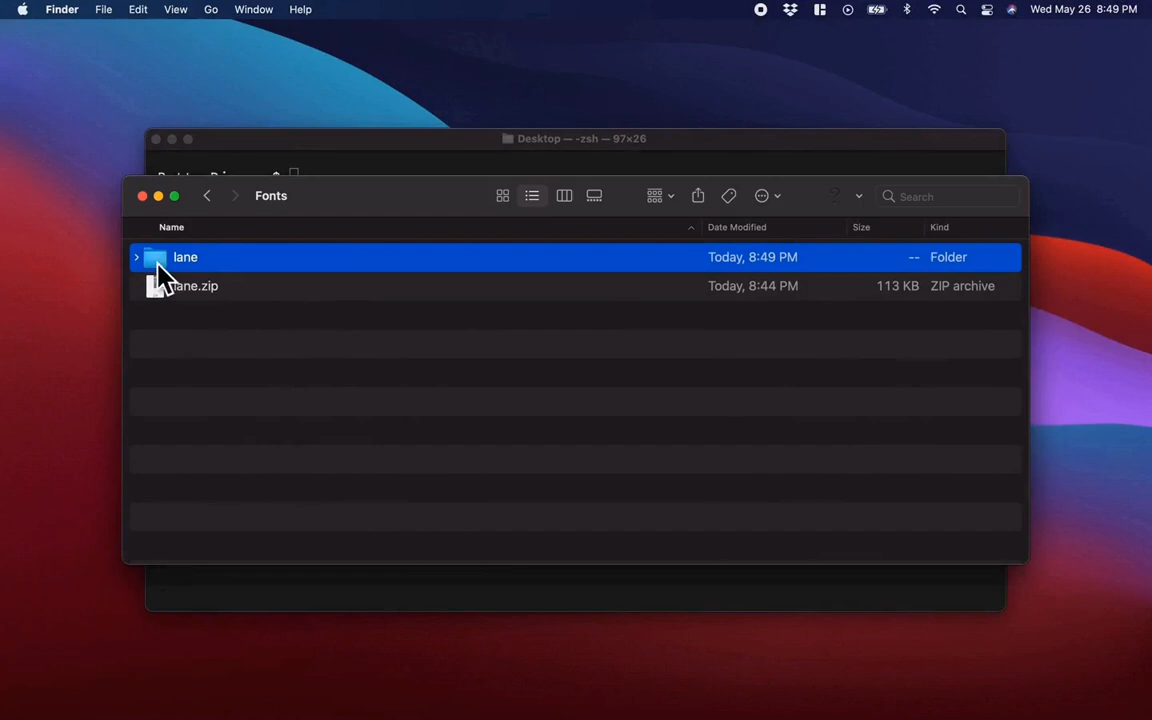 Finder File Edit View Go Window Help Wed May 26 8:49 PM
Desktop — -zsh — 97×26
Fonts Search
Name Date Modified Size Kind
lane Today, 8:49 PM -- Folder
lane.zip Today, 8:44 PM 113 KB ZIP archive